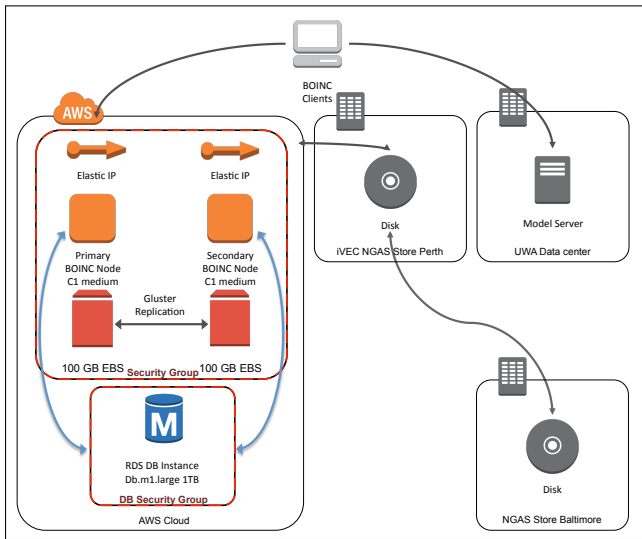 BOINC
Clients
AWS
Elastic IP
Elastic IP
Primary
BOINC Node
C1 medium
Secondary
BOINC Node
C1 medium
Gluster
Replication
100 GB EBS
100 GB EBS
Security Group
M
RDS DB Instance
Db.m1.large 1TB
DB Security Group
AWS Cloud
Disk
iVEC NGAS Store Perth
Model Server
UWA Data center
Disk
NGAS Store Baltimore